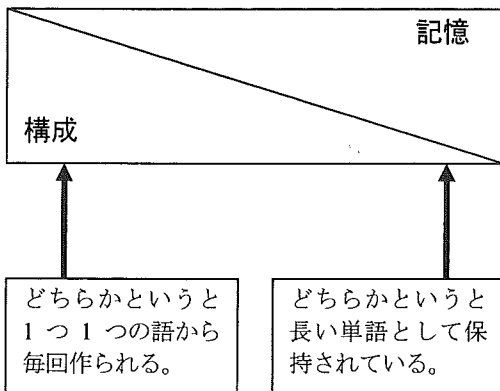 記憶
構成
どちらかというと
1 つ 1 つの語から
毎回作られる。
どちらかというと
長い単語として保
持されている。